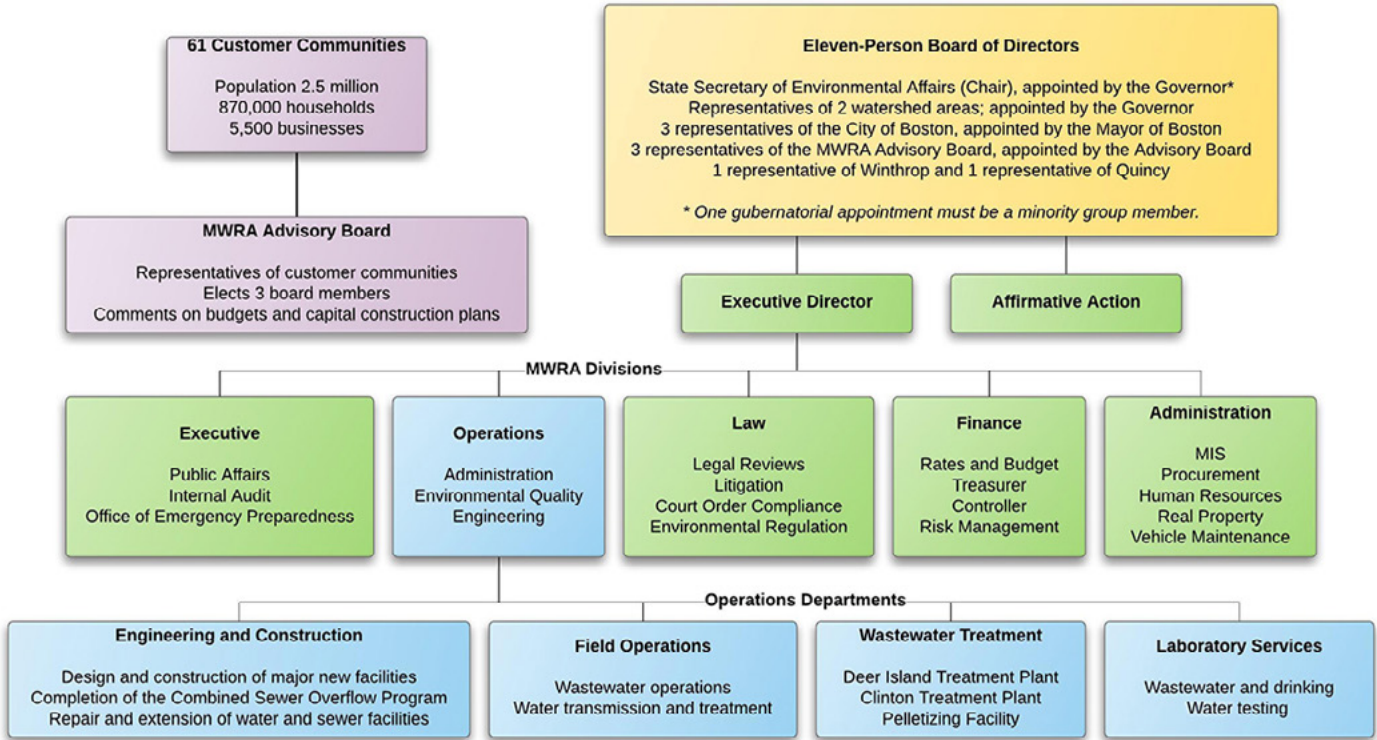 61 Customer Communities
Population 2.5 million
870,000 households
5,500 businesses
Eleven-Person Board of Directors
State Secretary of Environmental Affairs (Chair), appointed by the Governor*
Representatives of 2 watershed areas; appointed by the Governor
3 representatives of the City of Boston, appointed by the Mayor of Boston
3 representatives of the MWRA Advisory Board, appointed by the Advisory Board
1 representative of Winthrop and 1 representative of Quincy
* One gubernatorial appointment must be a minority group member.
MWRA Advisory Board
Representatives of customer communities
Elects 3 board members
Comments on budgets and capital construction plans
Executive Director
Affirmative Action
MWRA Divisions
Executive
Public Affairs
Internal Audit
Office of Emergency Preparedness
Operations
Administration
Environmental Quality
Engineering
Law
Legal Reviews
Litigation
Court Order Compliance
Environmental Regulation
Finance
Rates and Budget
Treasurer
Controller
Risk Management
Administration
MIS
Procurement
Human Resources
Real Property
Vehicle Maintenance
Operations Departments
Engineering and Construction
Design and construction of major new facilities
Completion of the Combined Sewer Overflow Program
Repair and extension of water and sewer facilities
Field Operations
Wastewater operations
Water transmission and treatment
Wastewater Treatment
Deer Island Treatment Plant
Clinton Treatment Plant
Pelletizing Facility
Laboratory Services
Wastewater and drinking
Water testing